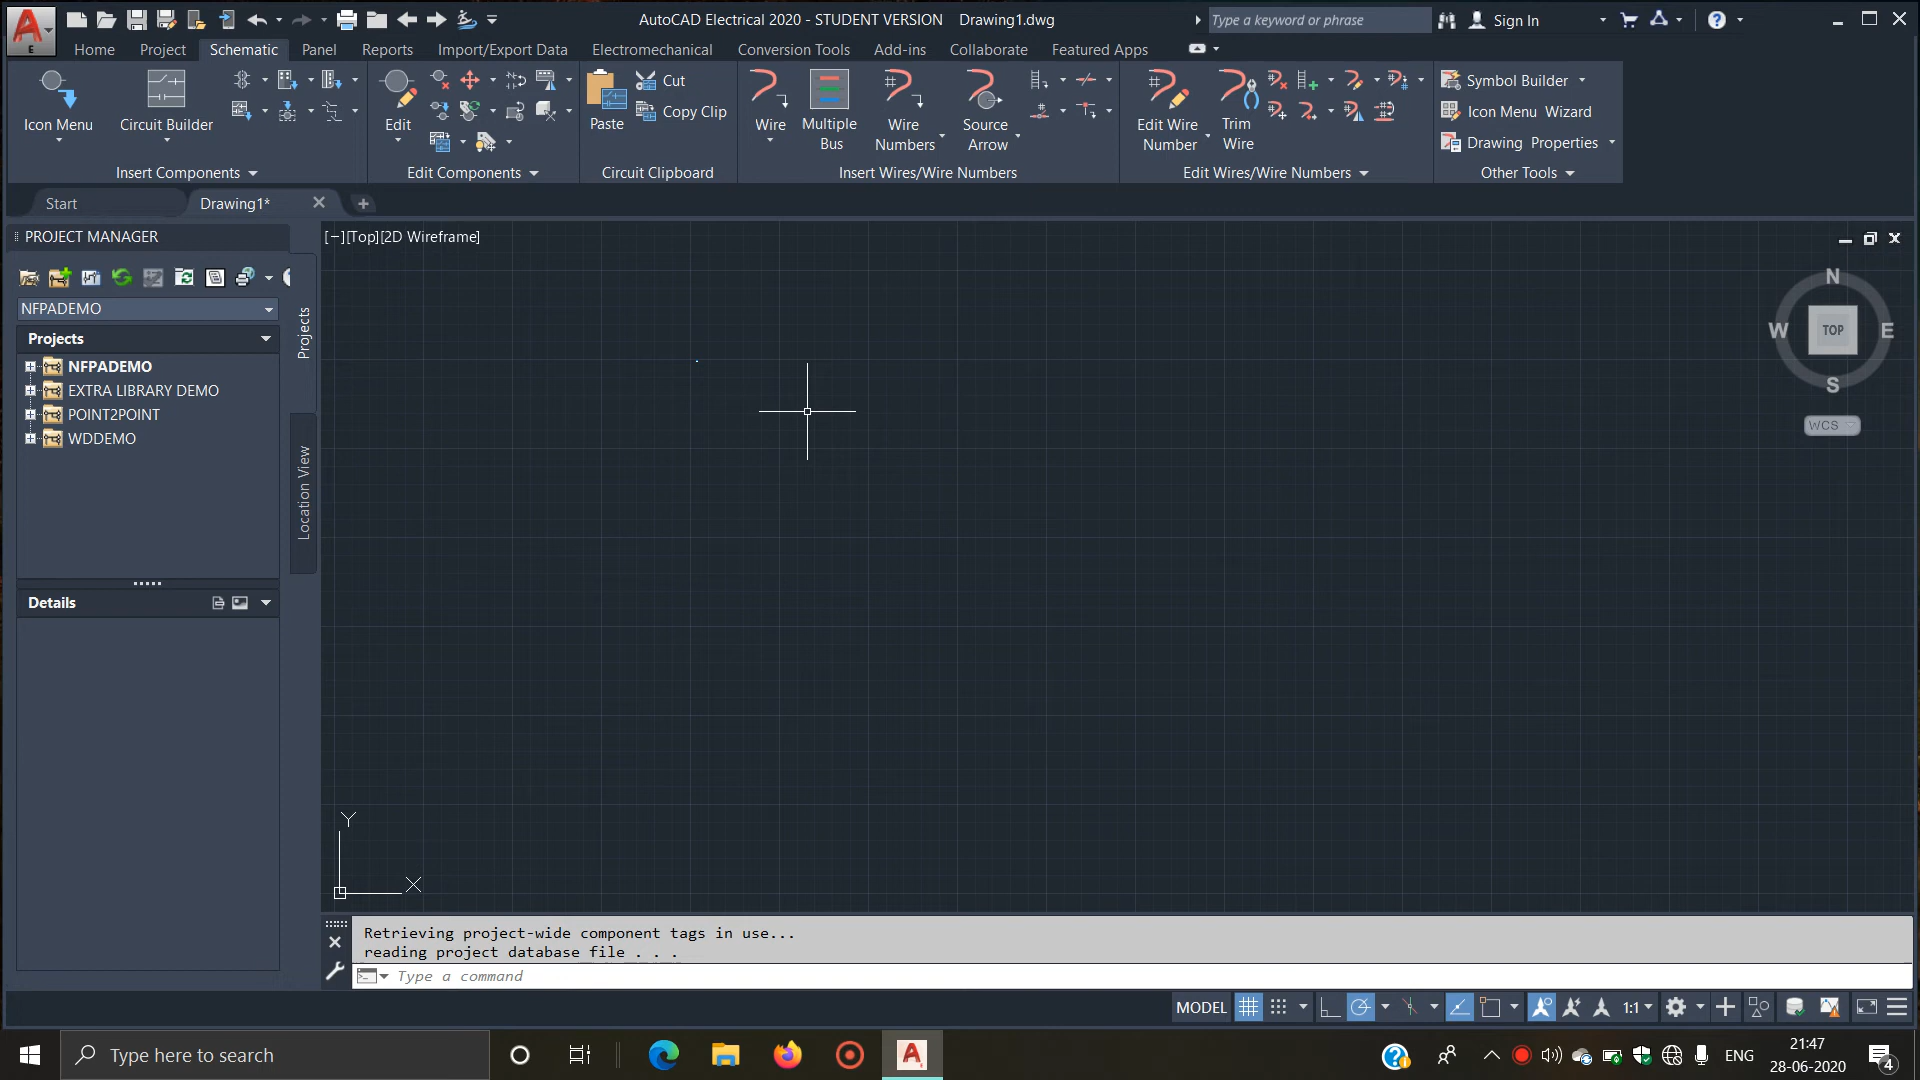 AutoCAD Electrical 2020 - STUDENT VERSION Drawing1.dwg
Type a keyword or phrase
Sign In
Home Project Schematic Panel Reports Import/Export Data Electromechanical Conversion Tools Add-ins Collaborate Featured Apps
Icon Menu
Circuit Builder
Insert Components
Edit
Edit Components
Paste
Cut
Copy Clip
Circuit Clipboard
Wire
Multiple
Bus
Wire
Numbers
Source
Arrow
Insert Wires/Wire Numbers
Edit Wire
Number
Trim
Wire
Edit Wires/Wire Numbers
Symbol Builder
Icon Menu Wizard
Drawing Properties
Other Tools
Start
Drawing1*
PROJECT MANAGER
NFPADEMO
Projects
NFPADEMO
EXTRA LIBRARY DEMO
POINT2POINT
WDDEMO
Details
Projects
Location View
[−][Top][2D Wireframe]
N
W
TOP
E
S
WCS
Y
X
Retrieving project-wide component tags in use...
reading project database file . . .
Type a command
MODEL
1:1
Type here to search
ENG
21:47
28-06-2020
4